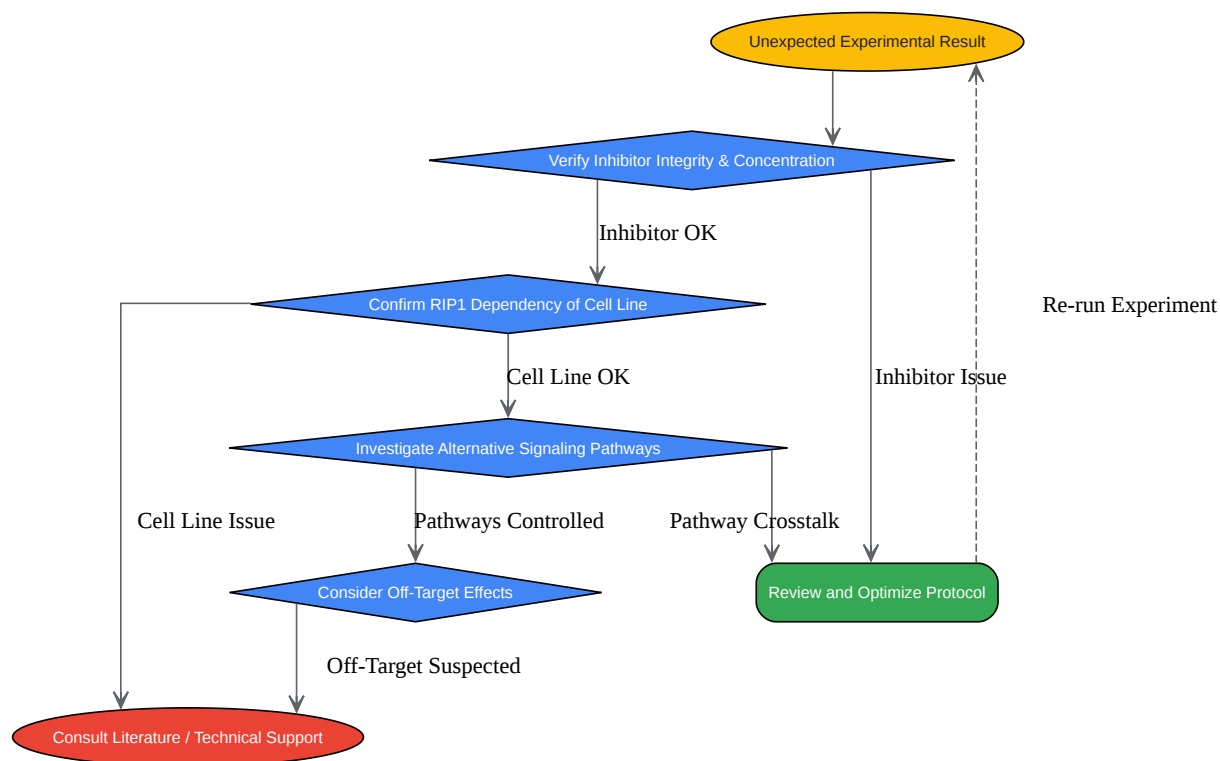 Unexpected Experimental Result
Verify Inhibitor Integrity & Concentration
Inhibitor OK
Confirm RIP1 Dependency of Cell Line
Re-run Experiment
Cell Line OK
Inhibitor Issue
Investigate Alternative Signaling Pathways
Cell Line Issue
Pathways Controlled
Pathway Crosstalk
Consider Off-Target Effects
Review and Optimize Protocol
Off-Target Suspected
Consult Literature / Technical Support